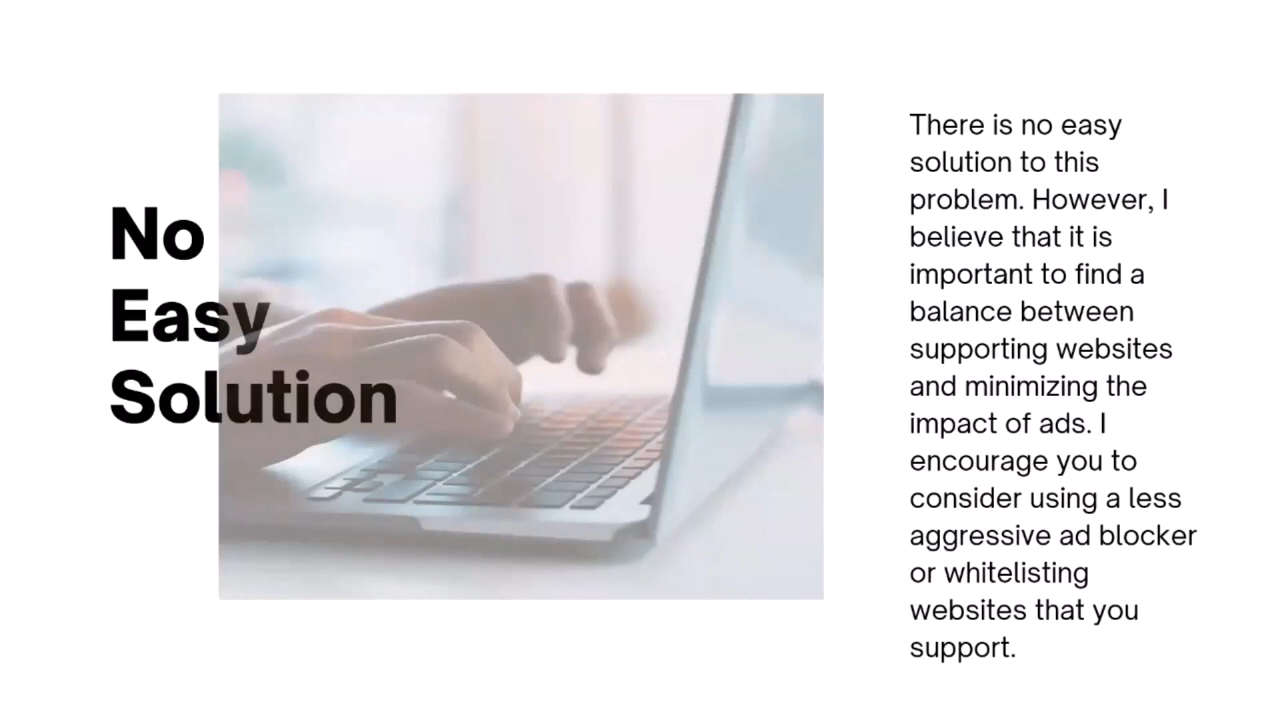 No
Easy
Solution
There is no easy
solution to this
problem. However, I
believe that it is
important to find a
balance between
supporting websites
and minimizing the
impact of ads. I
encourage you to
consider using a less
aggressive ad blocker
or whitelisting
websites that you
support.